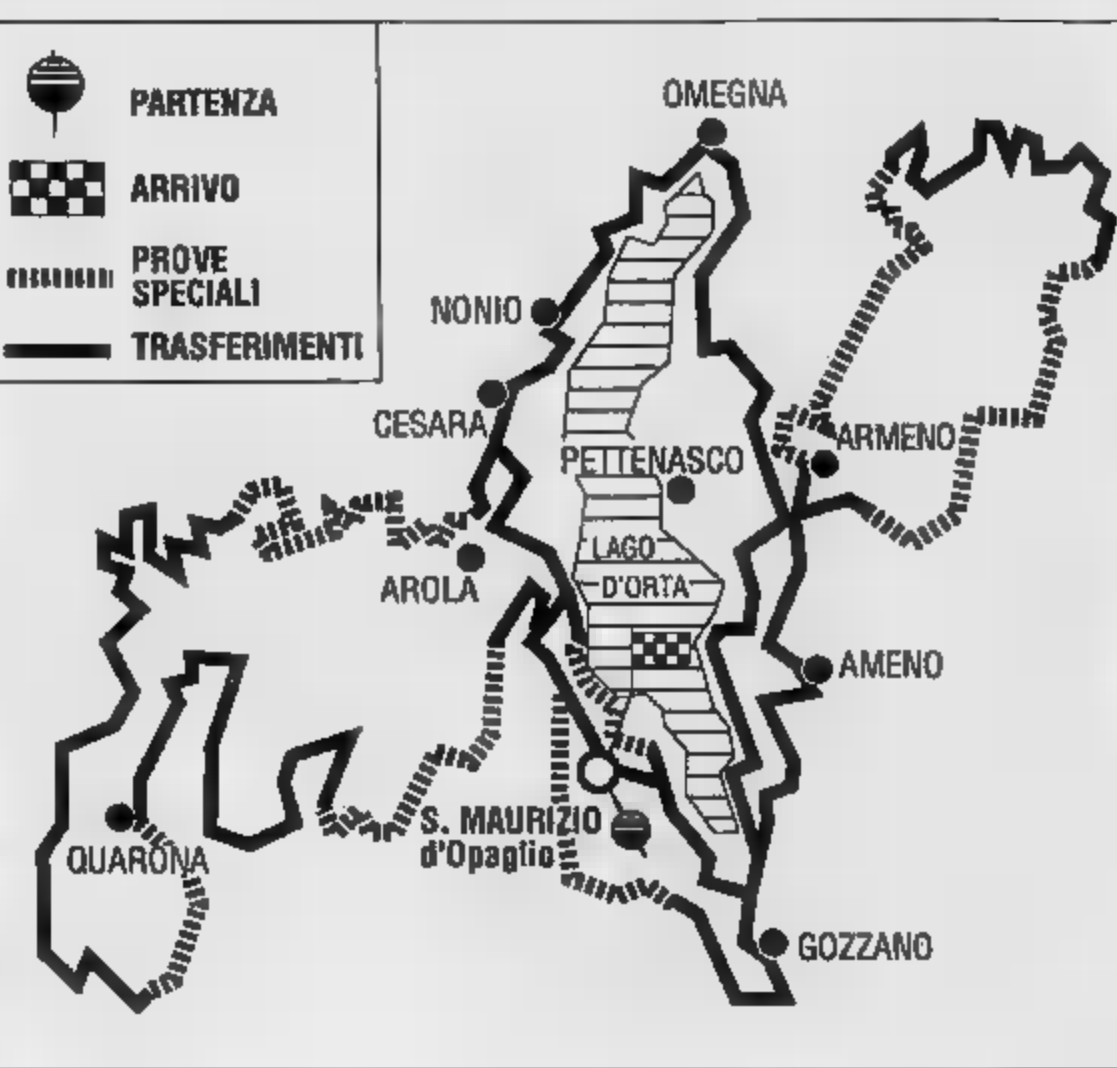 PARTENZA
ARRIVO
PROVE
SPECIALI
TRASFERIMENTI
OMEGNA
NONIO
CESARA
ARMENO
PETTENASCO
LAGO
D'ORTA
AROLA
AMENO
S. MAURIZIO
d'Opaglio
QUARONA
GOZZANO